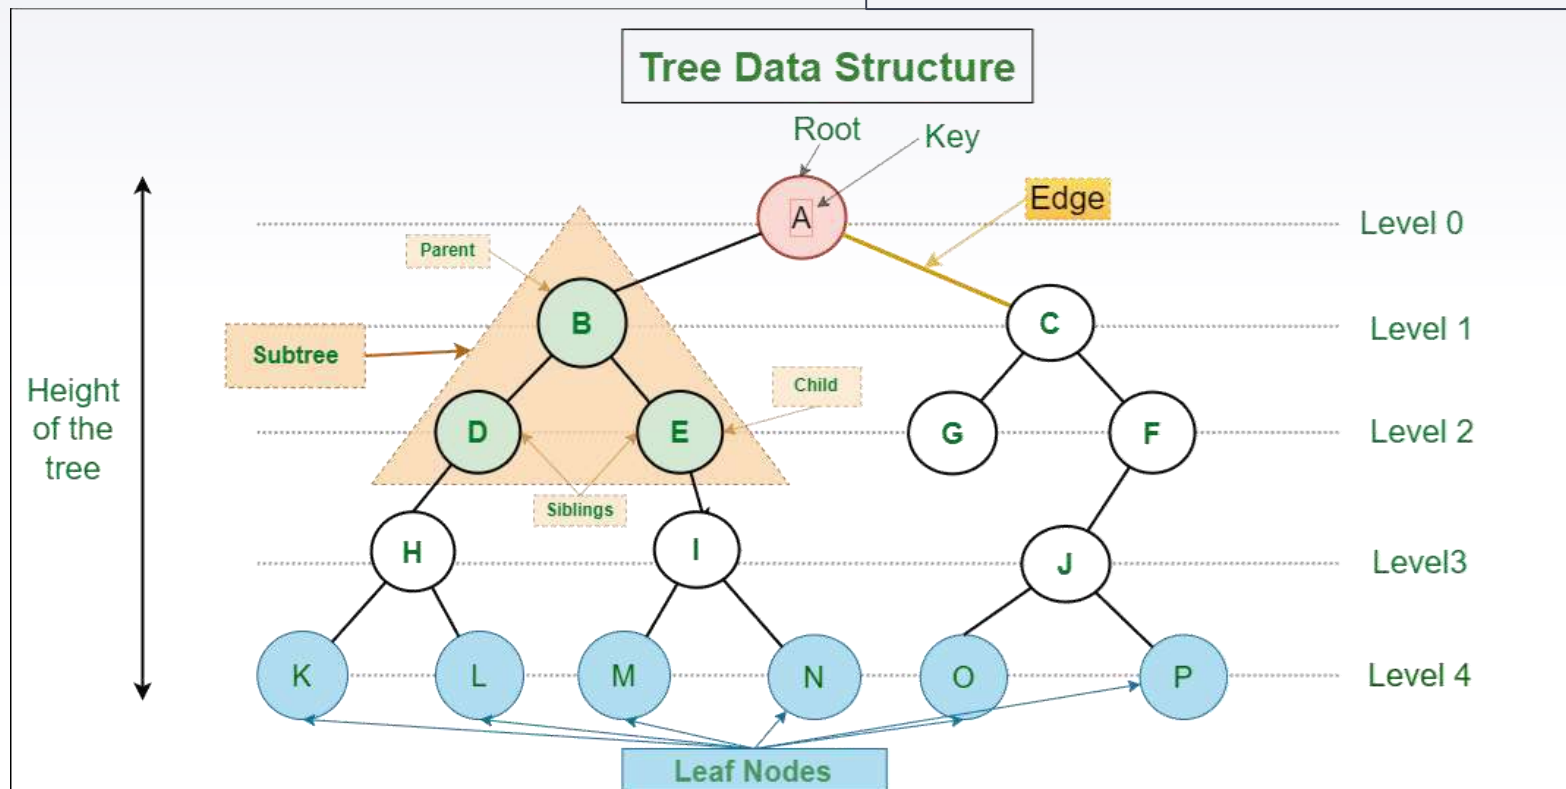 Tree Data Structure
Root
Key
A
Edge
Level 0
Parent
B
C
Level 1
Subtree
Height
of the
tree
Child
D
E
G
F
Level 2
Siblings
H
I
J
Level3
K
L
M
N
O
P
Level 4
Leaf Nodes